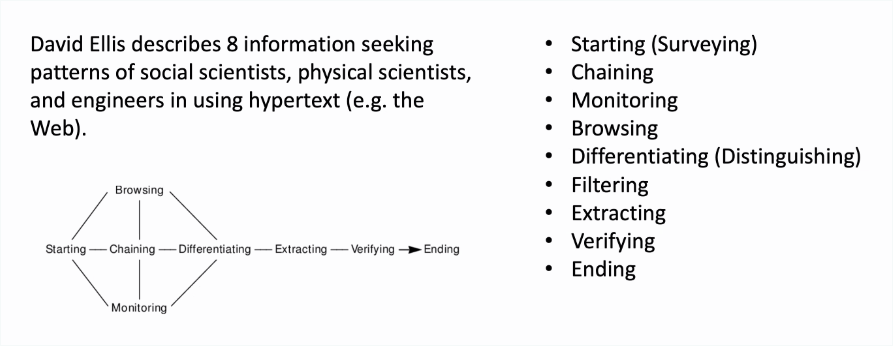 David Ellis describes 8 information seeking
patterns of social scientists, physical scientists,
and engineers in using hypertext (e.g. the
Web).
Browsing
Starting Chaining Differentiating Extracting Verifying Ending
Monitoring
• Starting (Surveying)
• Chaining
• Monitoring
• Browsing
• Differentiating (Distinguishing)
• Filtering
• Extracting
• Verifying
• Ending